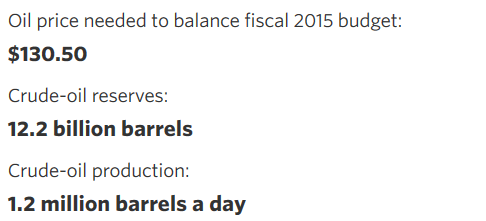 Oil price needed to balance fiscal 2015 budget:
$130.50
Crude-oil reserves:
12.2 billion barrels
Crude-oil production:
1.2 million barrels a day